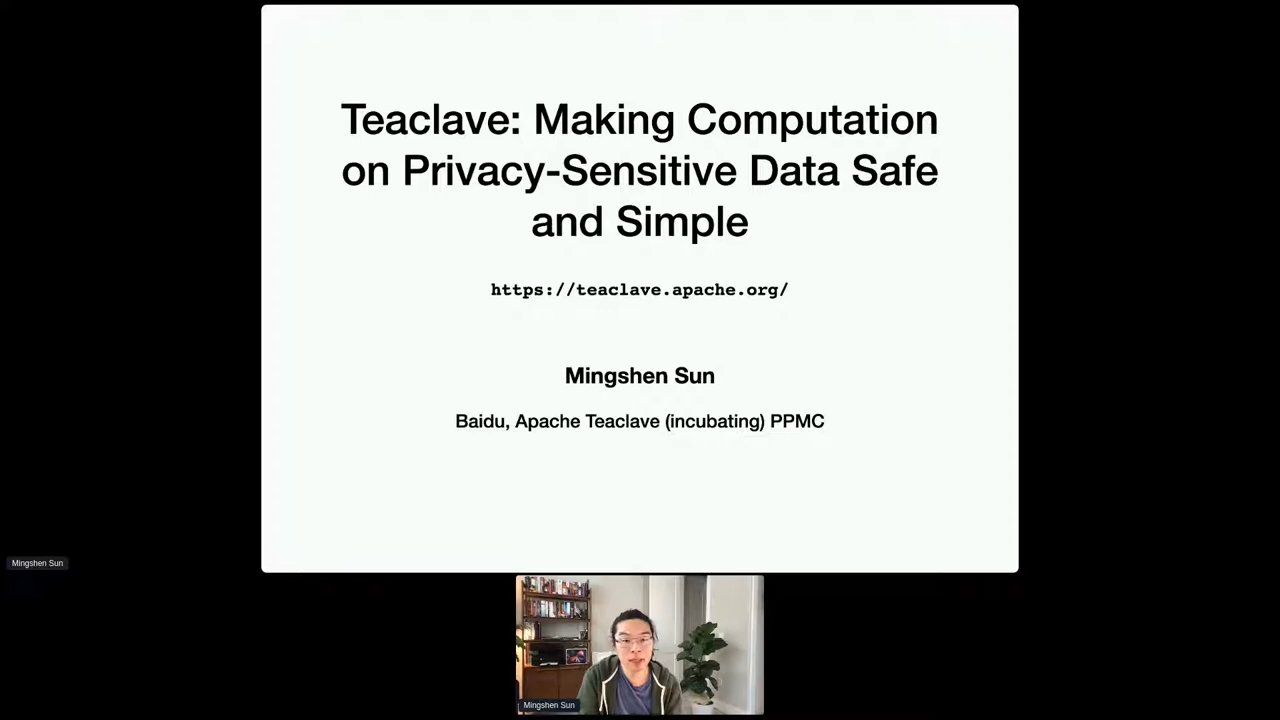 Teaclave: Making Computation
on Privacy-Sensitive Data Safe
and Simple
https://teaclave.apache.org/
Mingshen Sun
Baidu, Apache Teaclave (incubating) PPMC
Mingshen Sun
Mingshen Sun